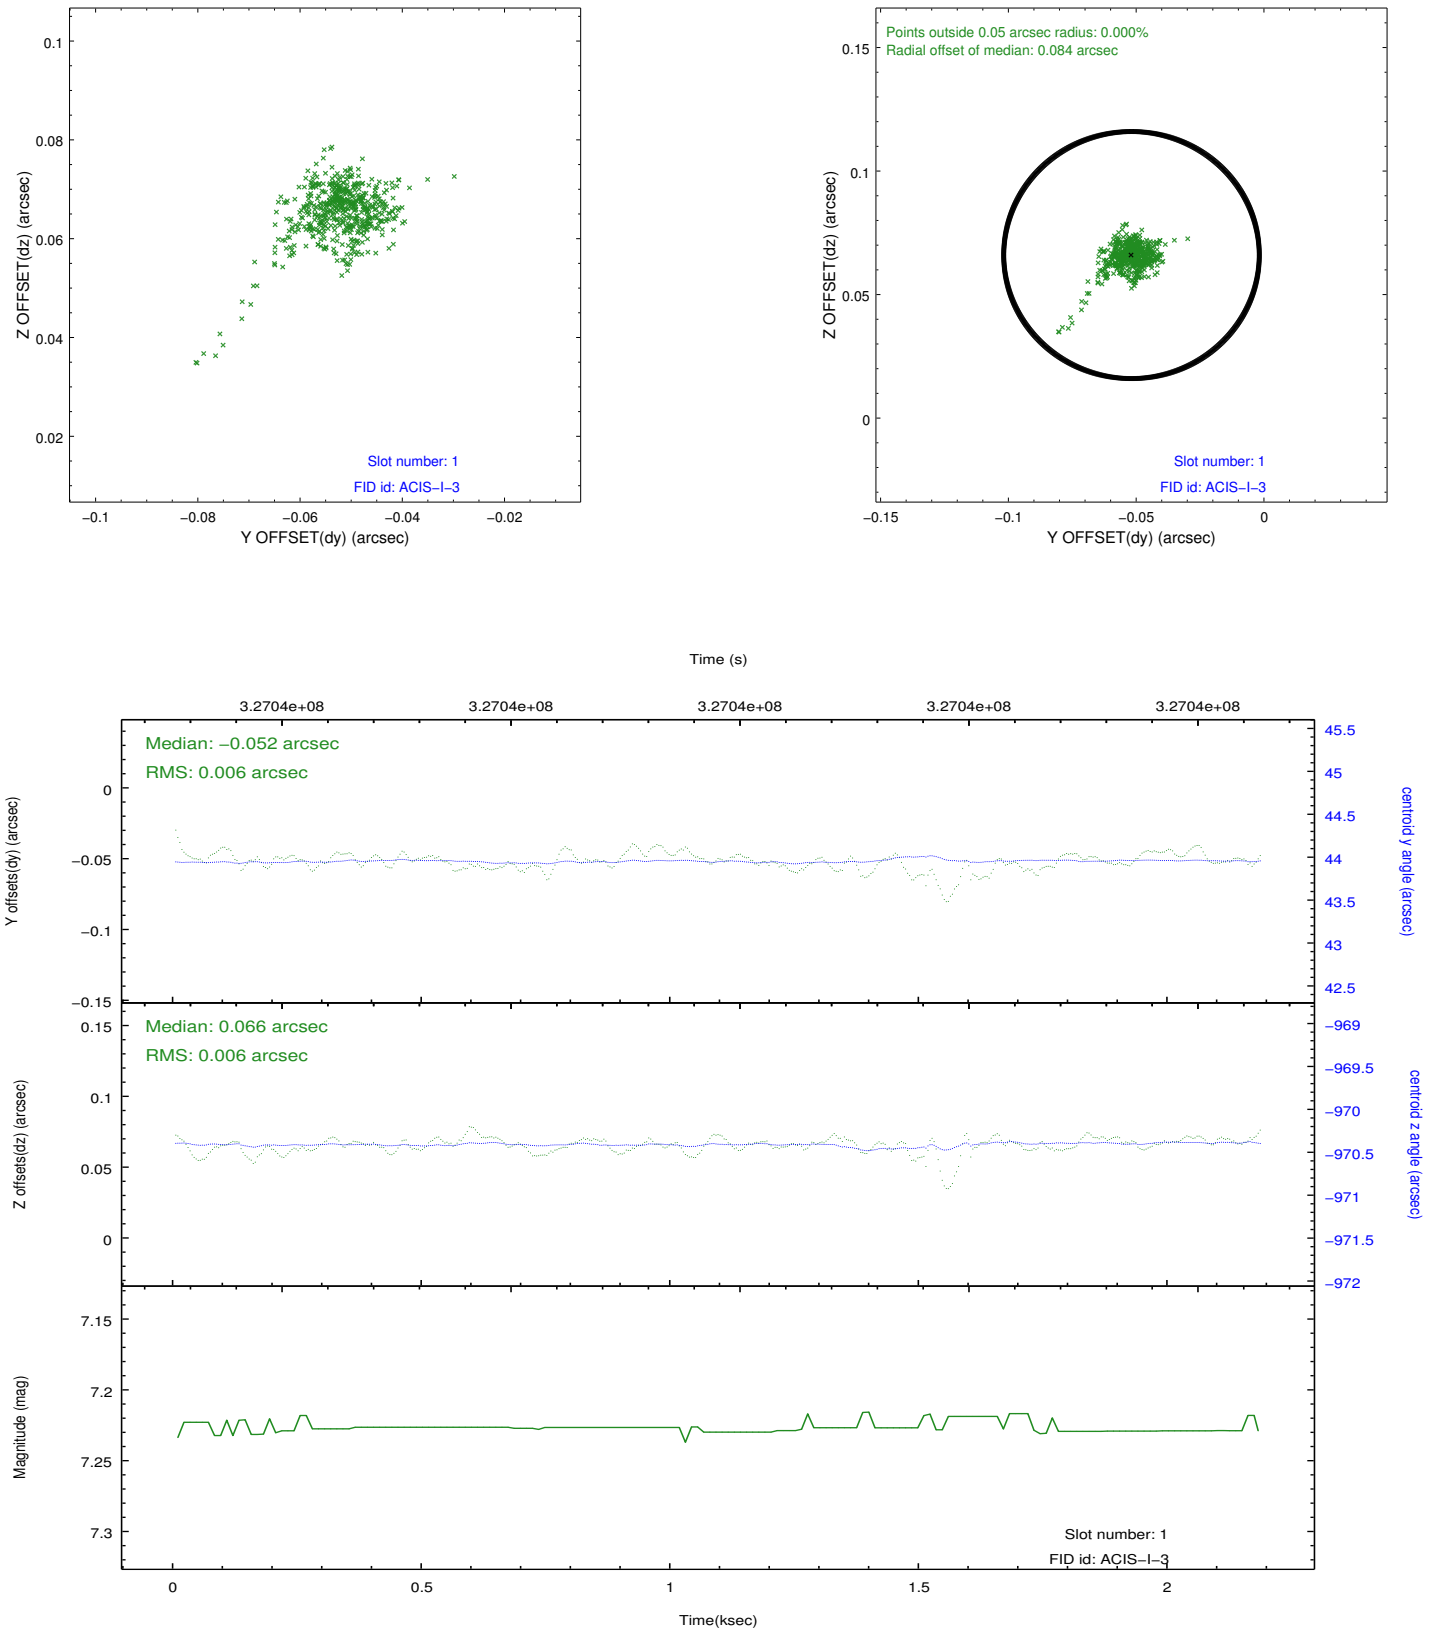 0.1
0.08
0.06
0.04
0.02
Z OFFSET(dz) (arcsec)
Slot number: 1
FID id: ACIS−I−3
−0.1 −0.08 −0.06 −0.04 −0.02
Y OFFSET(dy) (arcsec)
Points outside 0.05 arcsec radius: 0.000%
Radial offset of median: 0.084 arcsec
0.15
0.1
0.05
0
Z OFFSET(dz) (arcsec)
Slot number: 1
FID id: ACIS−I−3
−0.15 −0.1 −0.05 0
Y OFFSET(dy) (arcsec)
Time (s)
3.2704e+08 3.2704e+08 3.2704e+08 3.2704e+08 3.2704e+08
Median: −0.052 arcsec
RMS: 0.006 arcsec
0
−0.05
−0.1
−0.15
Y offsets(dy) (arcsec)
45.5
45
44.5
44
43.5
43
42.5
centroid y angle (arcsec)
Median: 0.066 arcsec
RMS: 0.006 arcsec
0.15
0.1
0.05
0
Z offsets(dz) (arcsec)
−969
−969.5
−970
−970.5
−971
−971.5
−972
centroid z angle (arcsec)
7.15
7.2
7.25
7.3
Magnitude (mag)
Slot number: 1
FID id: ACIS−I−3
0 0.5 1 1.5 2
Time(ksec)